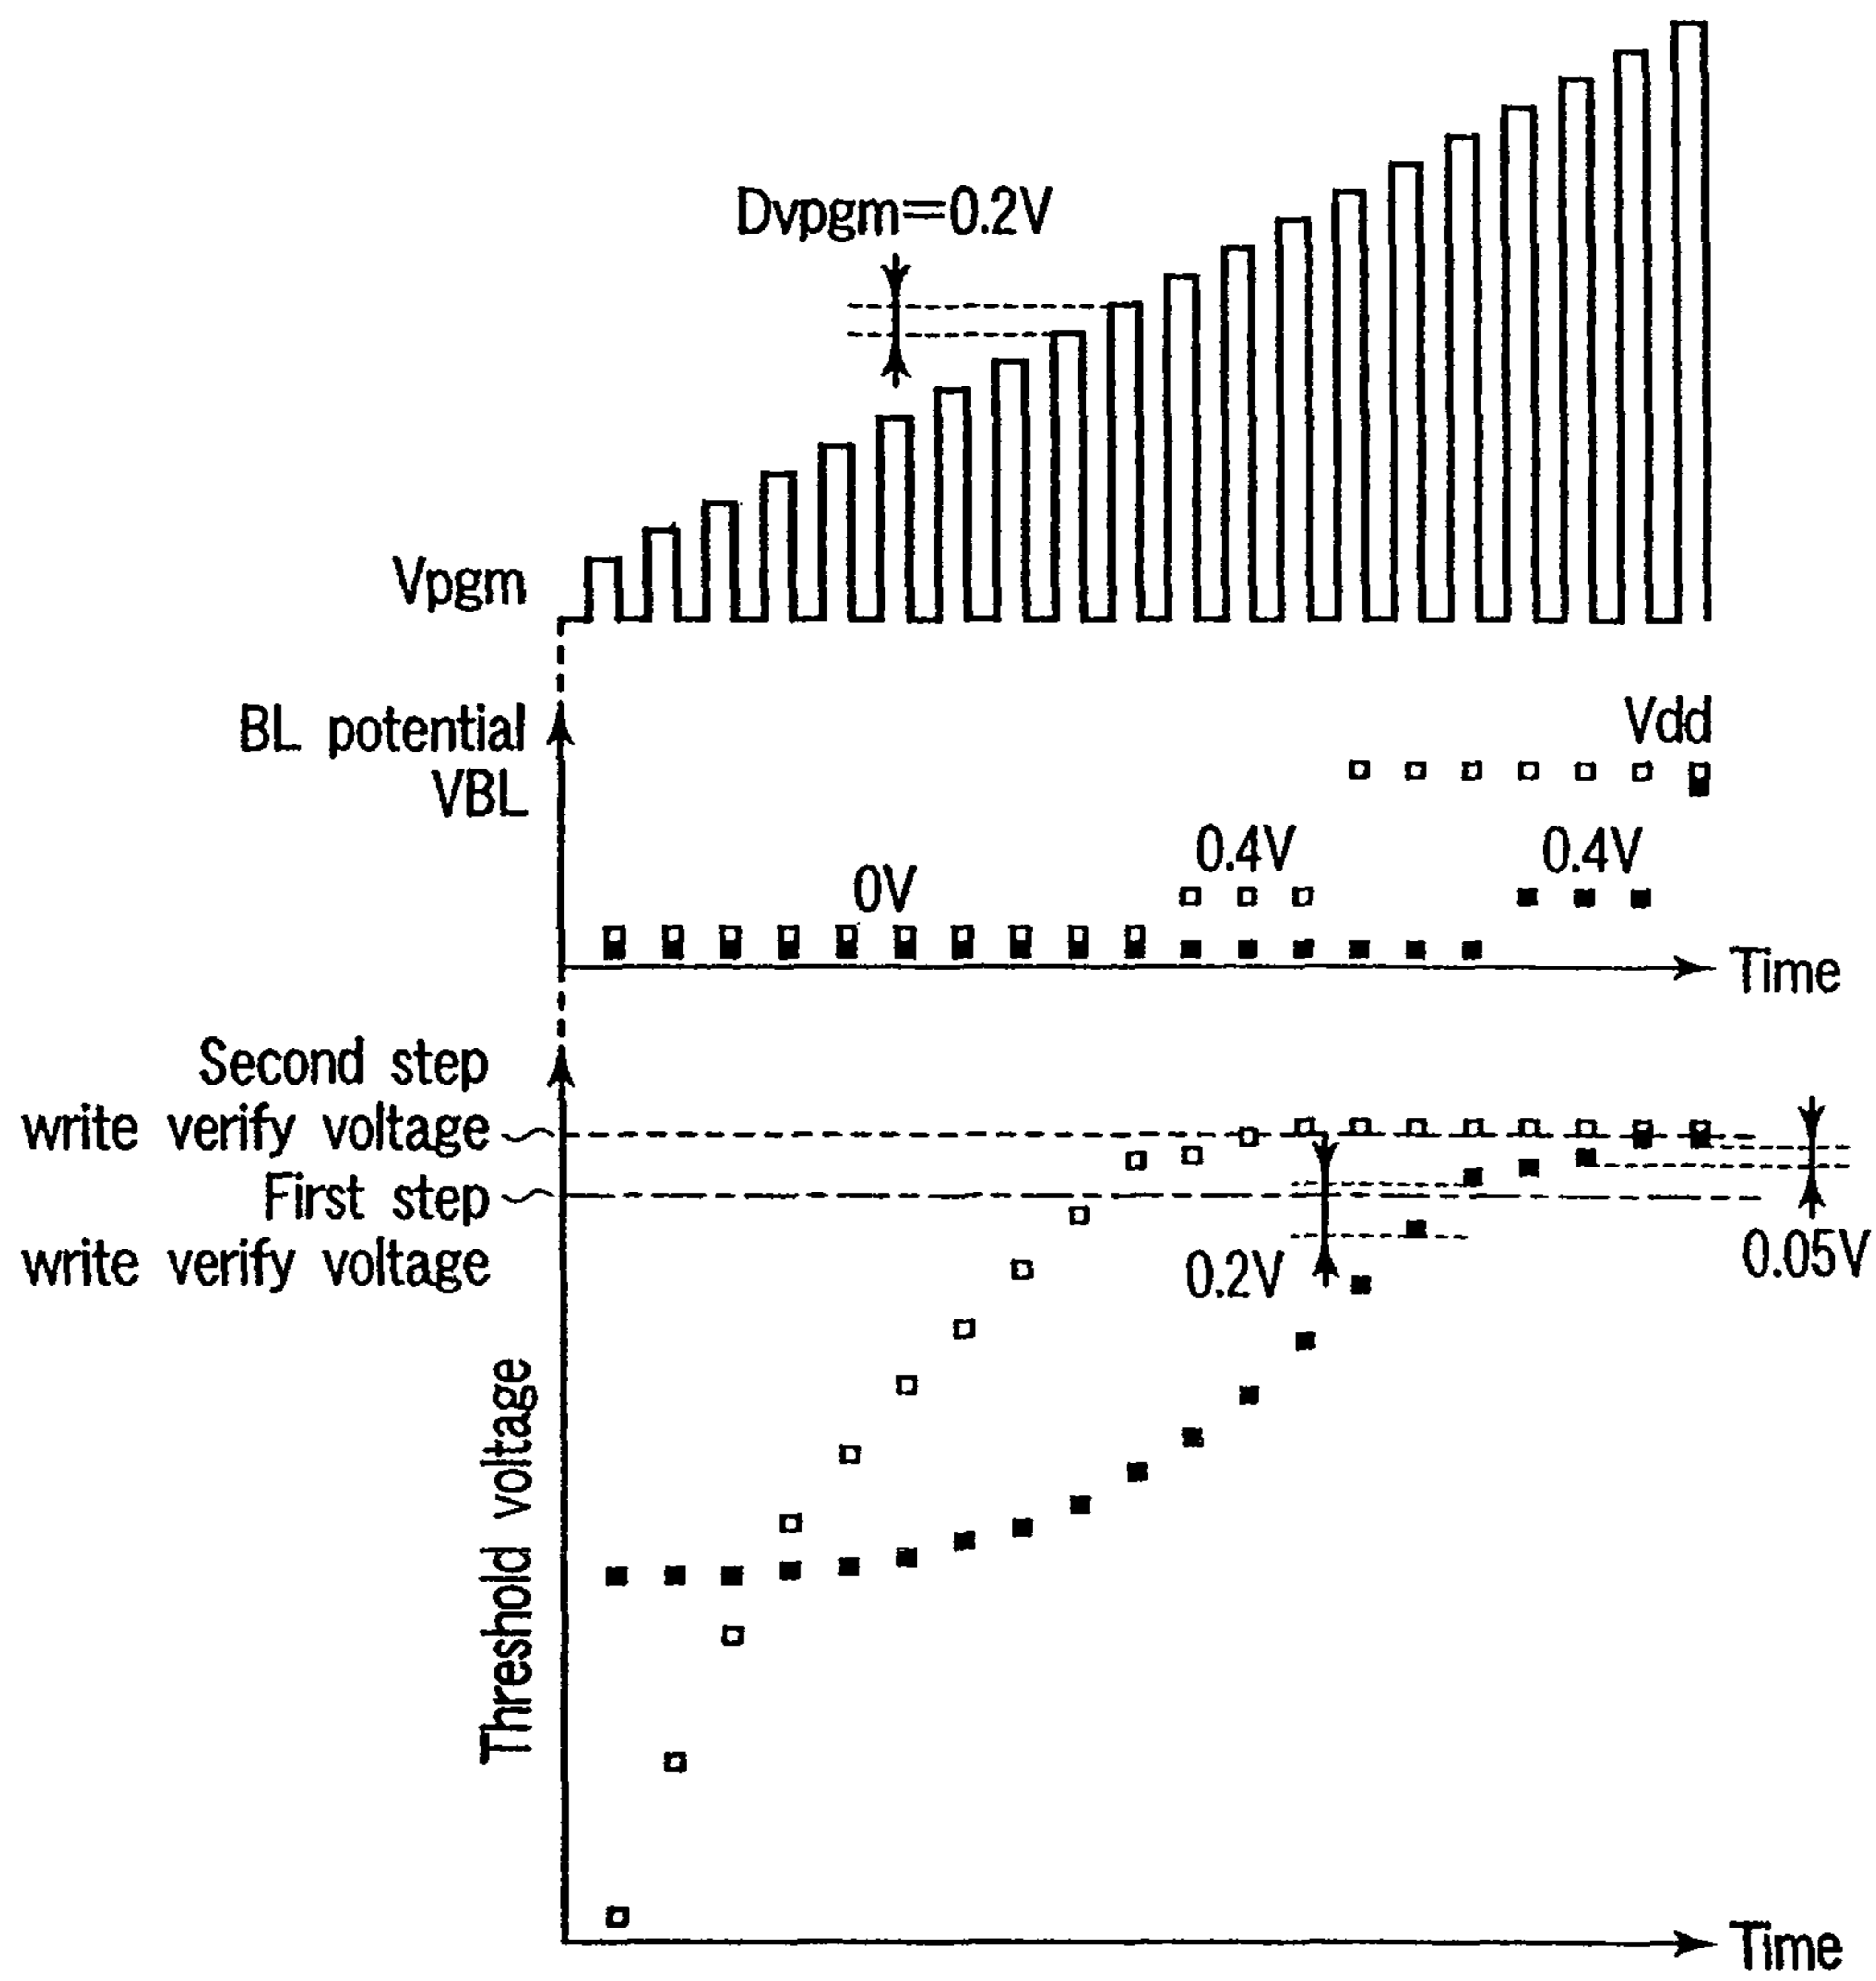 Dvpgm=0.2V
Vpgm
BL potential
VBL
Vdd
0.4V
0.4V
0V
Time
Second step
write verify voltage
First step
write verify voltage
0.2V
0.05V
Threshold voltage
Time